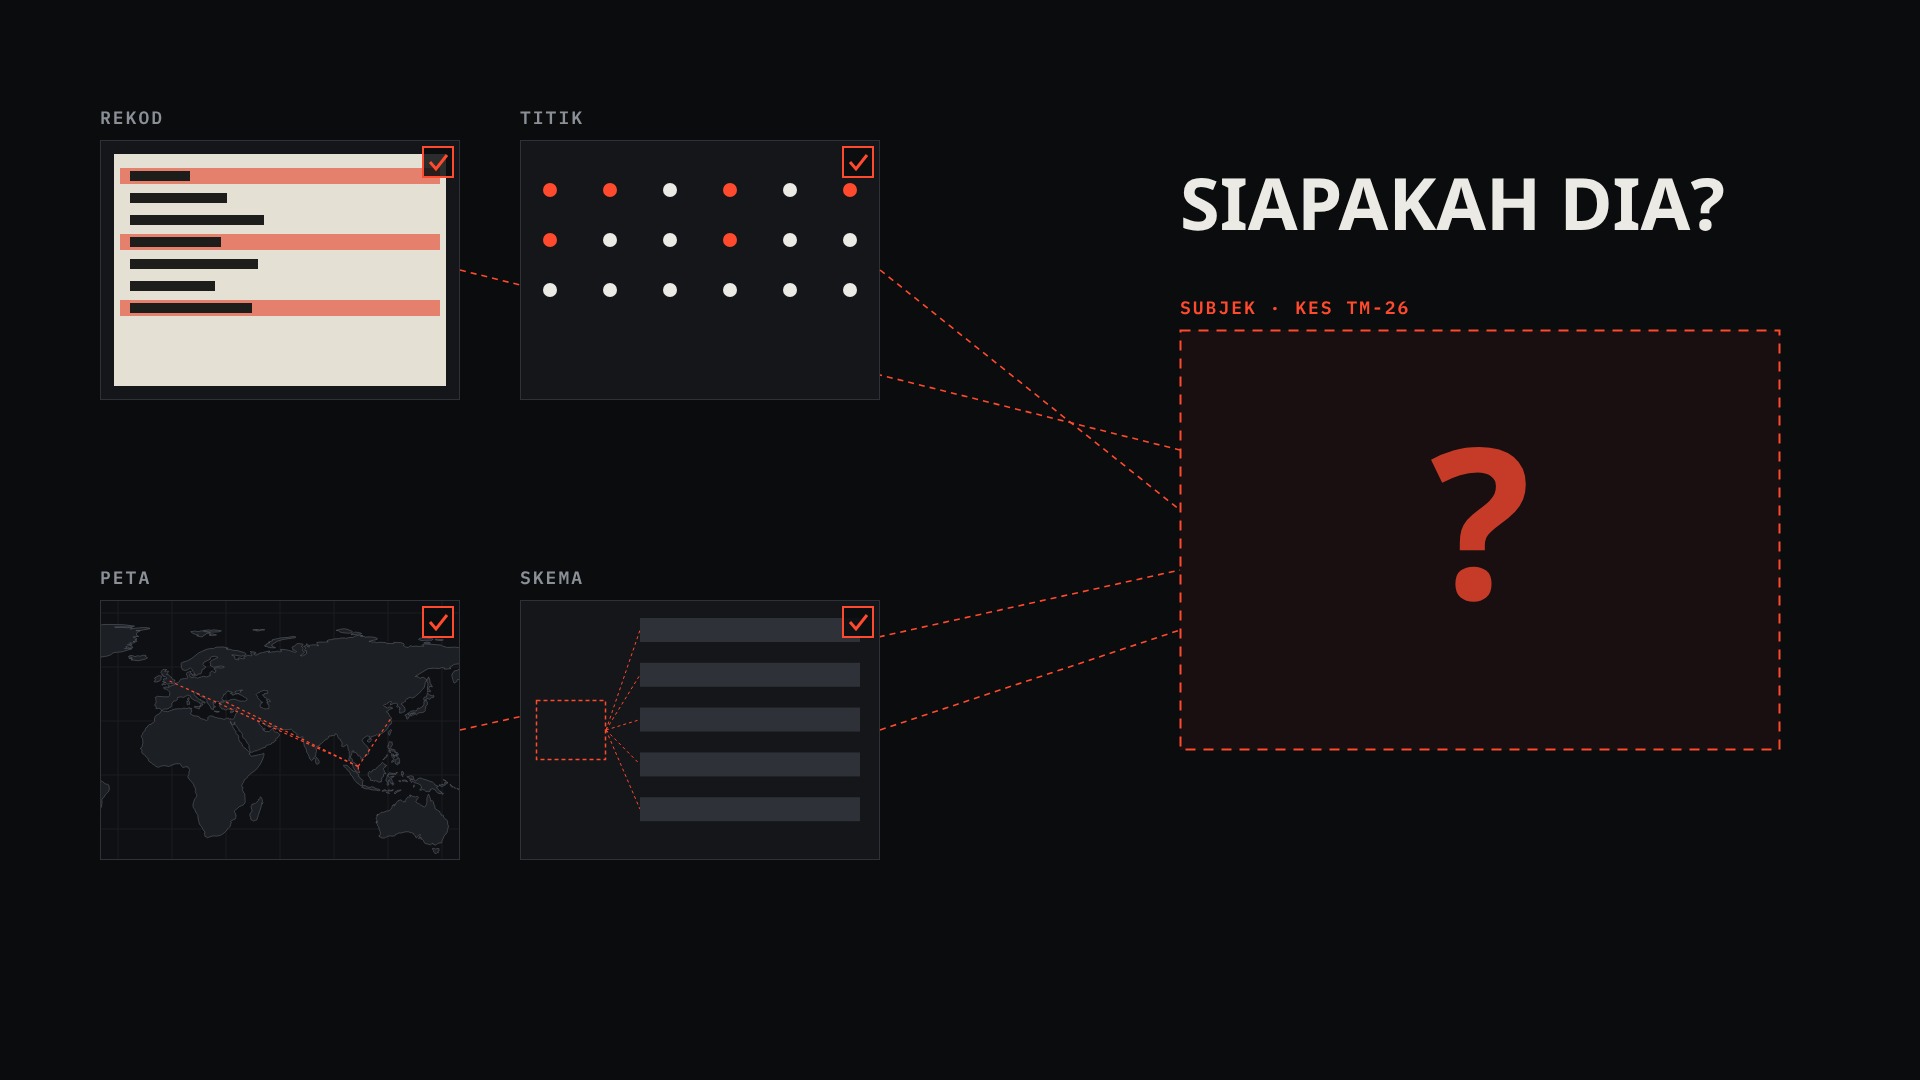 REKOD
TITIK
SIAPAKAH DIA?
SUBJEK · KES TM-26
?
PETA
SKEMA